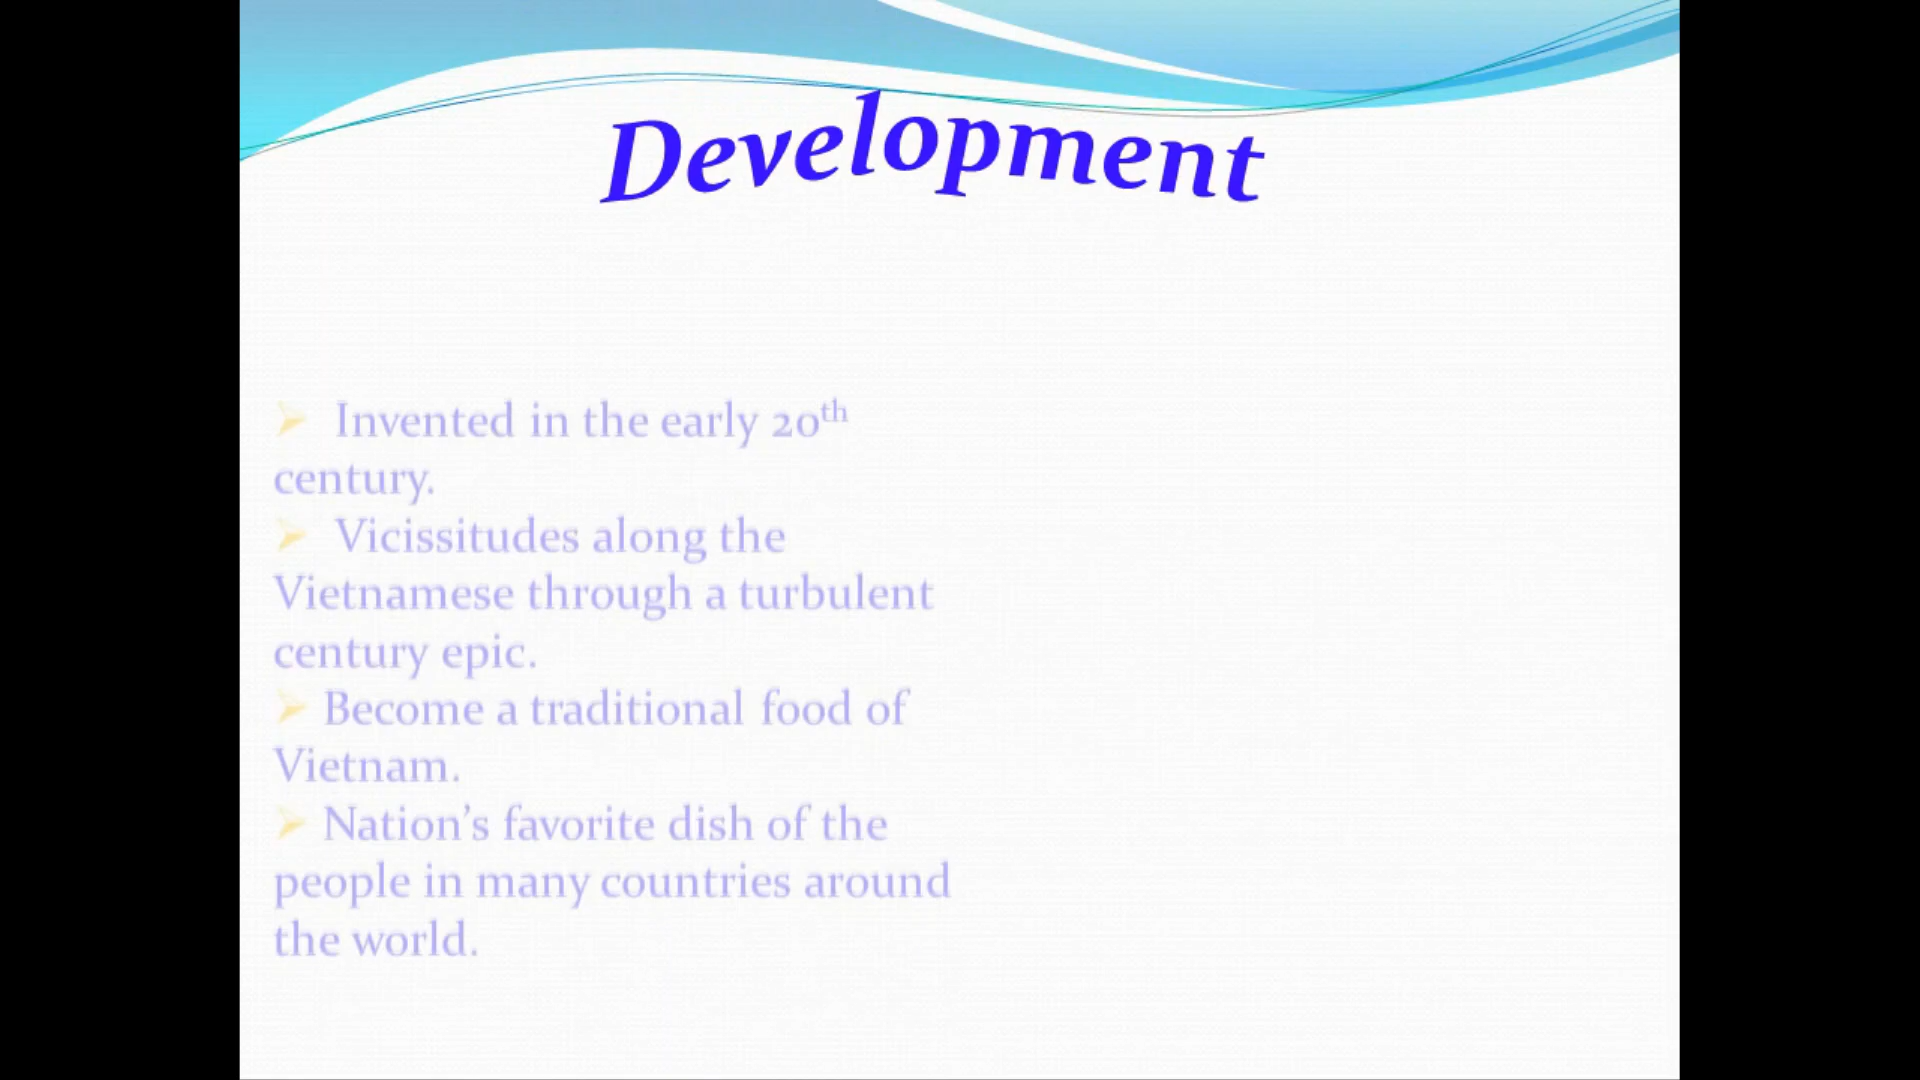 Development
Invented in the early 20th
century.
Vicissitudes along the
Vietnamese through a turbulent
century epic.
Become a traditional food of
Vietnam.
Nation’s favorite dish of the
people in many countries around
the world.